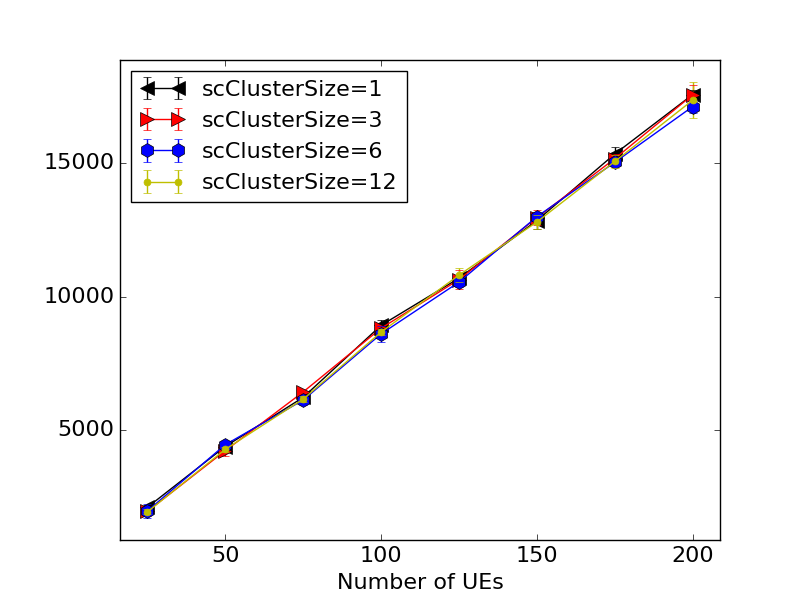 scClusterSize=1
scClusterSize=3
scClusterSize=6
scClusterSize=12
15000
10000
5000
50 100 150 200
Number of UEs